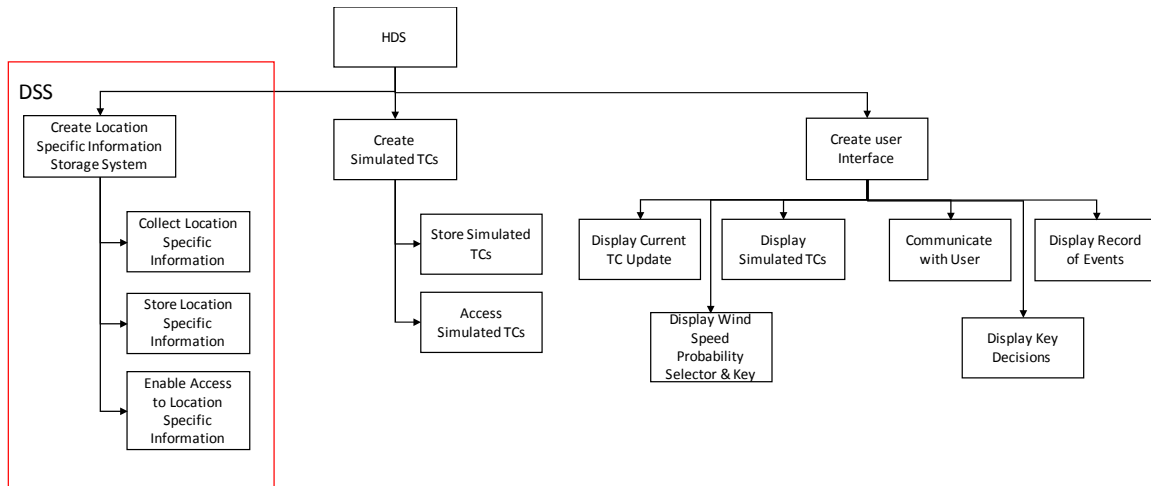 HDS
DSS
Create Location
Specific Information
Storage System
Collect Location
Specific
Information
Store Location
Specific
Information
Enable Access
to Location
Specific
Information
Create
Simulated TCs
Store Simulated
TCs
Access
Simulated TCs
Create user
Interface
Display Current
TC Update
Display
Simulated TCs
Communicate
with User
Display Record
of Events
Display Wind
Speed
Probability
Selector & Key
Display Key
Decisions